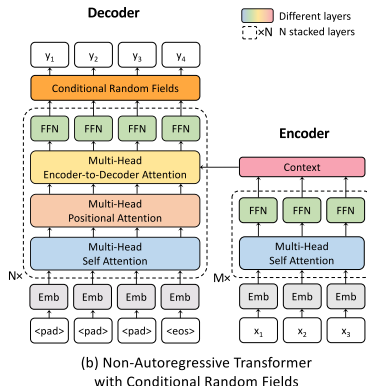 Decoder
Different layers
×N N stacked layers
y1 y2 y3 y4
Conditional Random Fields
FFN FFN FFN FFN
Encoder
Multi-Head
Encoder-to-Decoder Attention
Context
Multi-Head
Positional Attention
FFN FFN FFN
Multi-Head
Self Attention
Multi-Head
Self Attention
N×
M×
Emb Emb Emb Emb
Emb Emb Emb
<pad> <pad> <pad> <eos>
x1 x2 x3
(b) Non-Autoregressive Transformer
with Conditional Random Fields